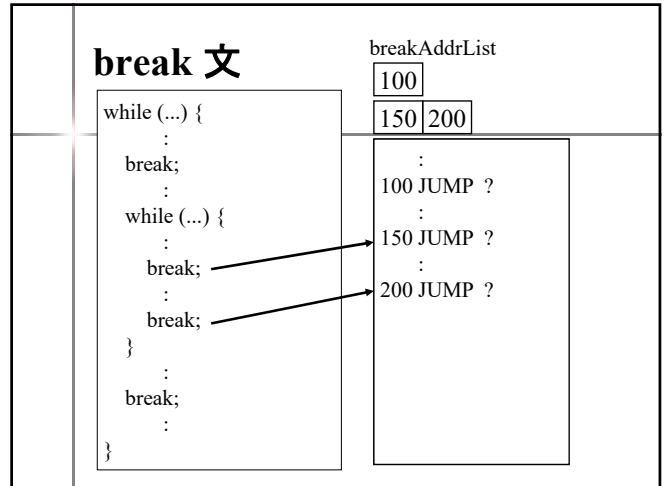 break 文
while (...) {
:
break;
:
while (...) {
:
break;
:
break;
}
:
break;
:
}
breakAddrList
100
150 200
:
100 JUMP ?
:
150 JUMP ?
:
200 JUMP ?